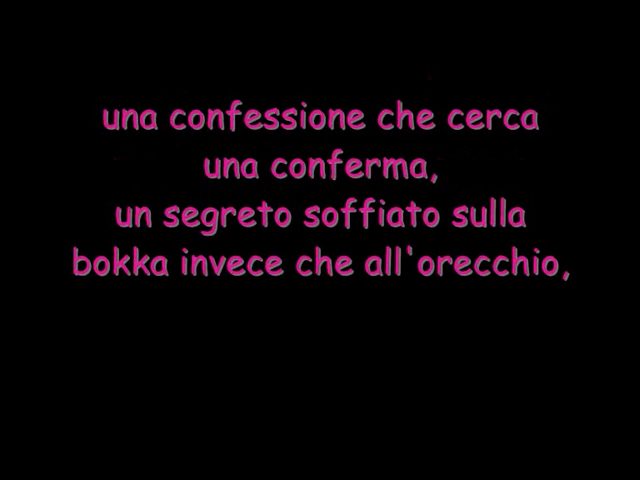 una confessione che cerca
una conferma,
un segreto soffiato sulla
bokka invece che all'orecchio,